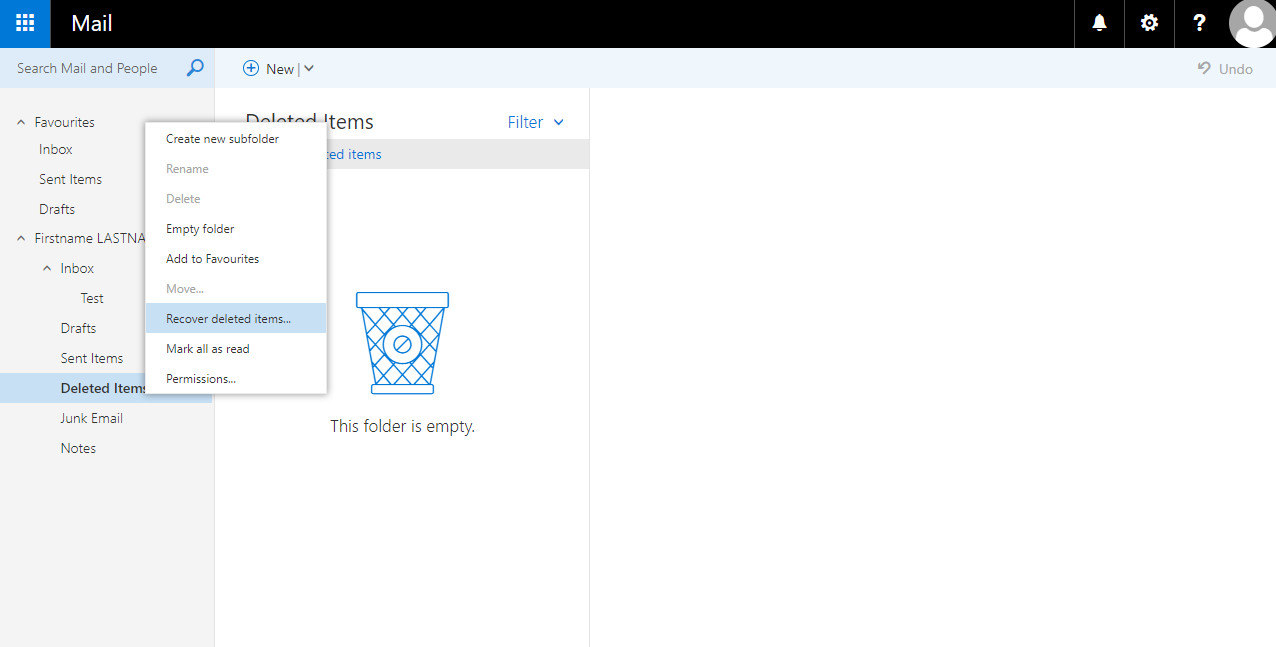 Mail
?
Search Mail and People
New
Undo
Favourites
Inbox
Sent Items
Drafts
Firstname LASTNA
Inbox
Test
Drafts
Sent Items
Deleted Items
Junk Email
Notes
Create new subfolder
Rename
Delete
Empty folder
Add to Favourites
Move...
Recover deleted items...
Mark all as read
Permissions...
Deleted Items
Filter
items
This folder is empty.